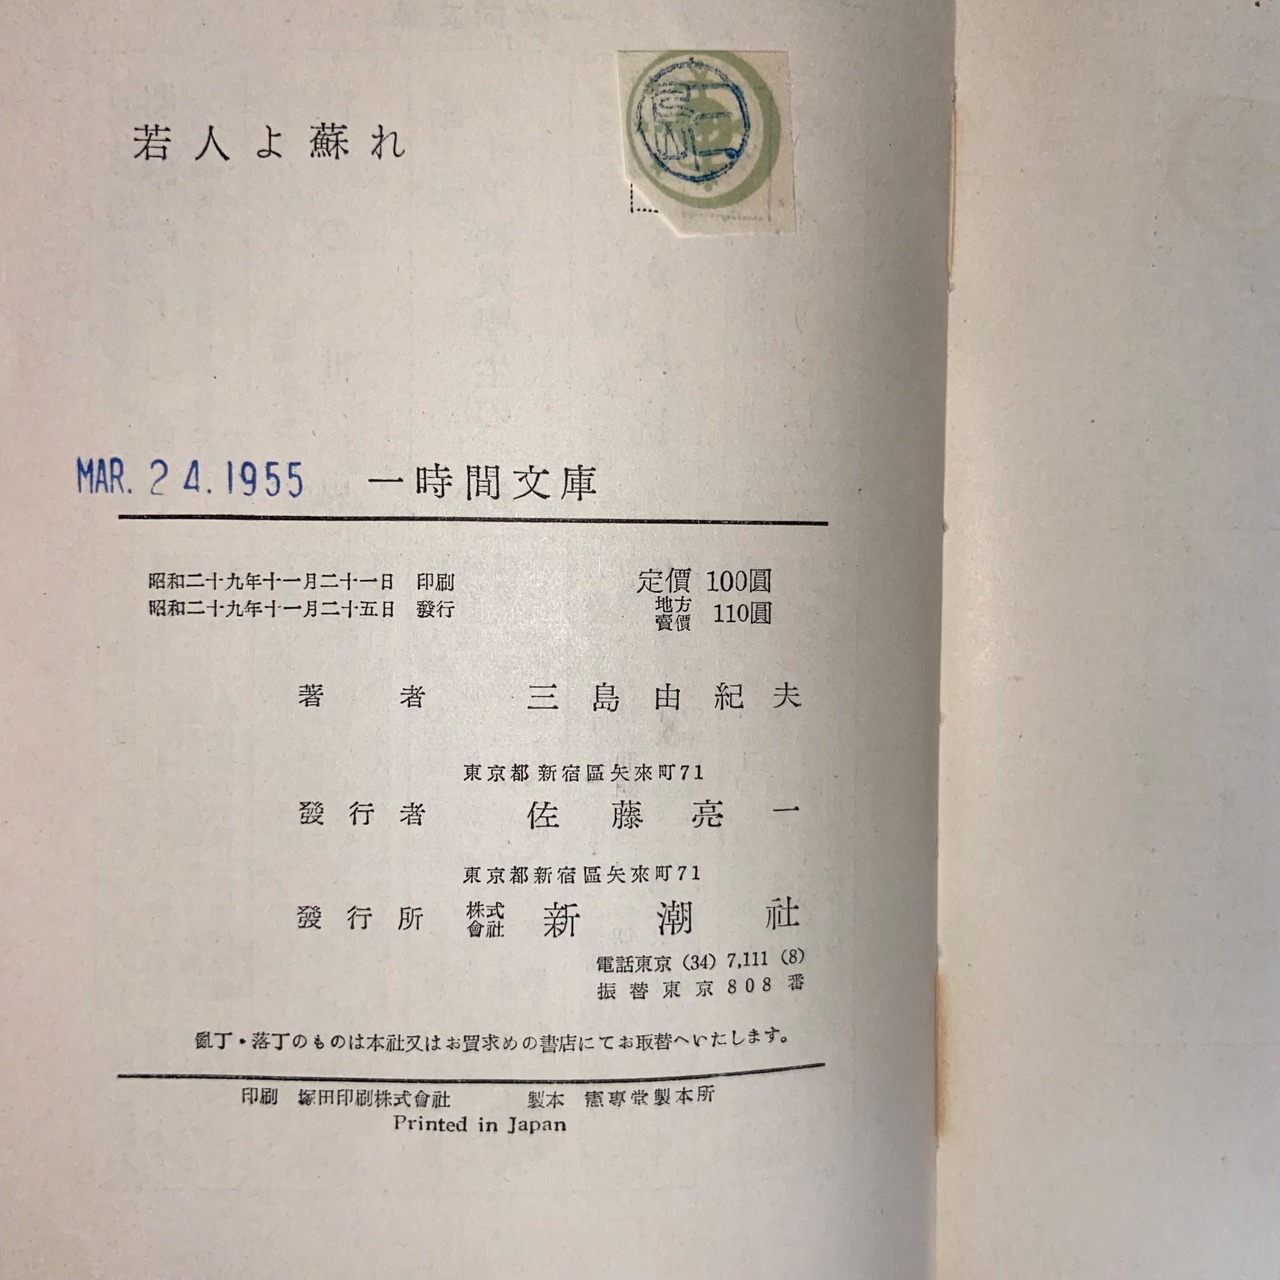 若人よ蘇れ
MAR. 24. 1955
一時間文庫
昭和二十九年十一月二十一日 印刷
昭和二十九年十一月二十五日 發行
定價 100圓
地方賣價 110圓
著者 三島由紀夫
東京都新宿區矢來町71
發行者 佐藤亮一
東京都新宿區矢來町71
發行所 株式會社 新潮社
電話東京 (34) 7,111 (8)
振替東京808番
亂丁・落丁のものは本社又はお買求めの書店にてお取替へいたします。
印刷 塚田印刷株式會社 製本 憲専堂製本所
Printed in Japan